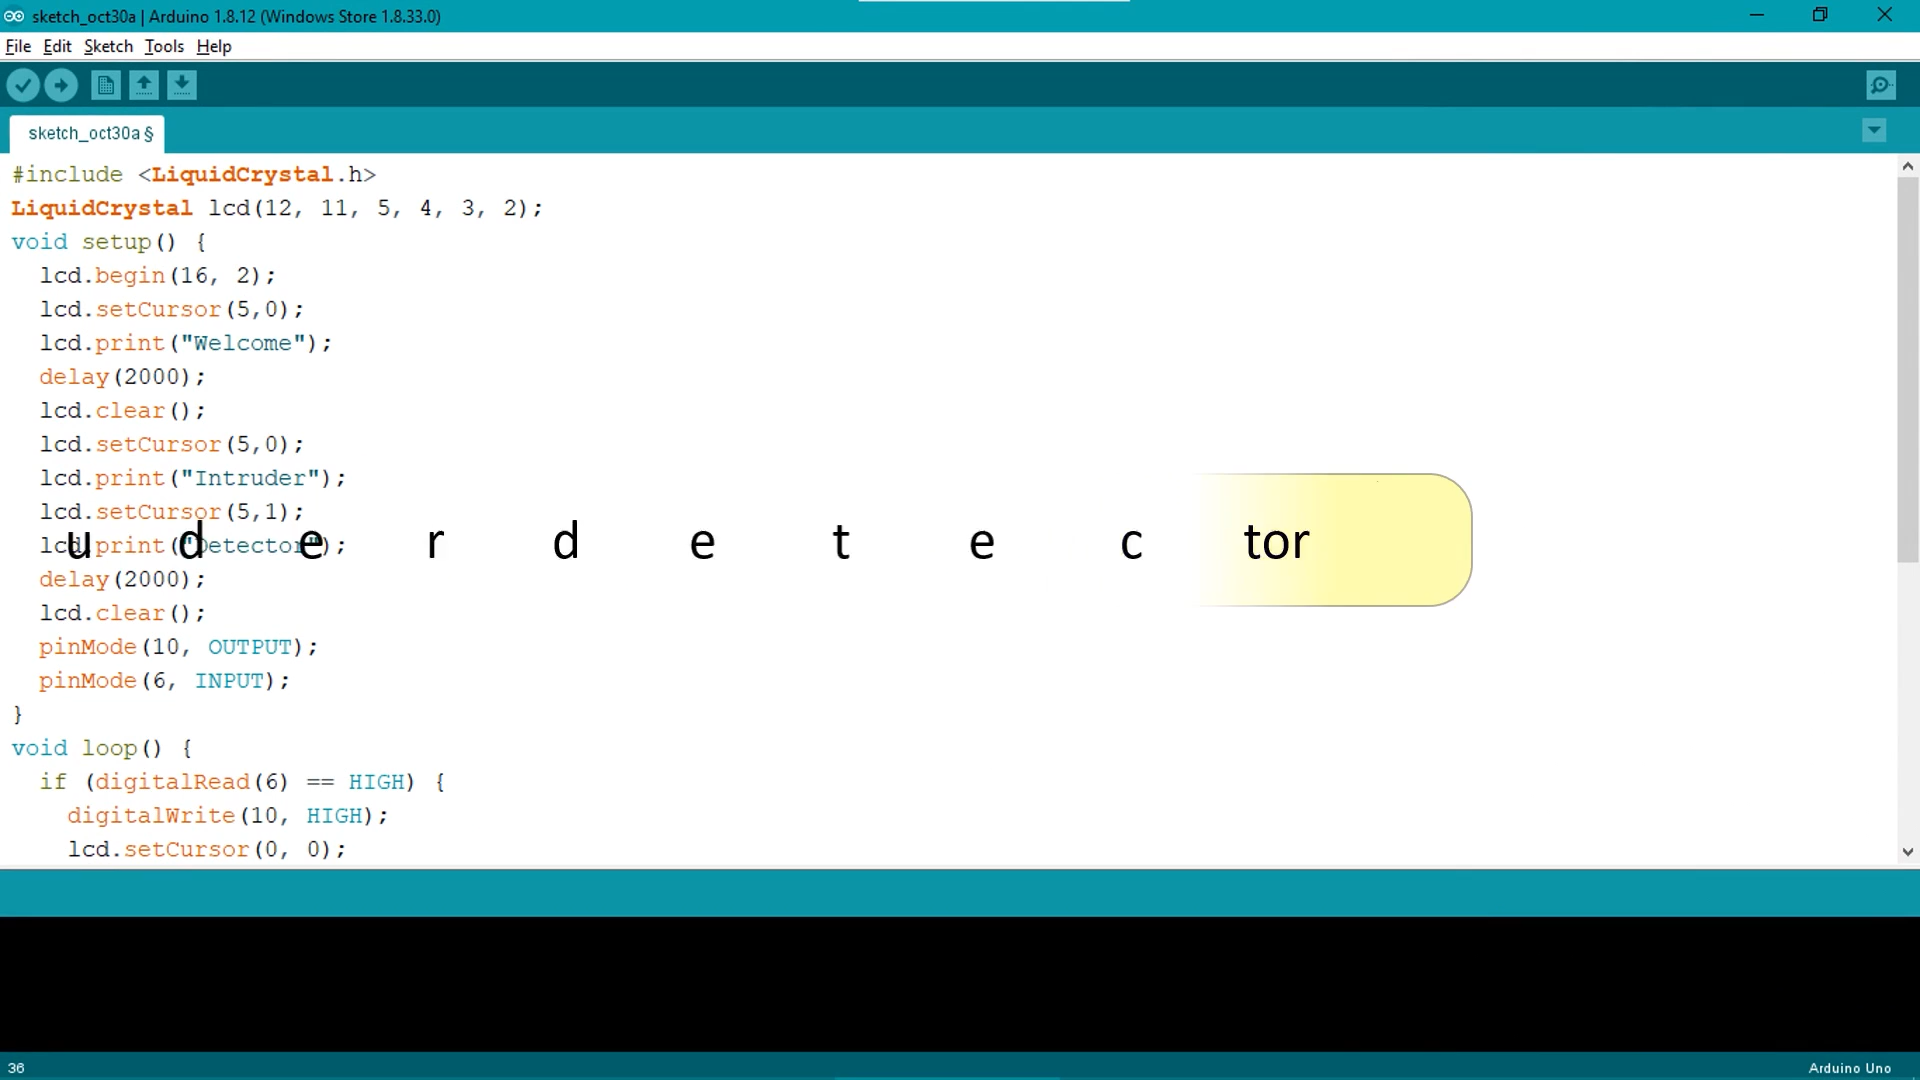 sketch_oct30a | Arduino 1.8.12 (Windows Store 1.8.33.0)
File Edit Sketch Tools Help
sketch_oct30a §
#include <LiquidCrystal.h>
LiquidCrystal lcd(12, 11, 5, 4, 3, 2);
void setup() {
  lcd.begin(16, 2);
  lcd.setCursor(5,0);
  lcd.print("Welcome");
  delay(2000);
  lcd.clear();
  lcd.setCursor(5,0);
  lcd.print("Intruder");
  lcd.setCursor(5,1);
  lcd.print("Detector");
u d e r d e t e c tor
  delay(2000);
  lcd.clear();
  pinMode(10, OUTPUT);
  pinMode(6, INPUT);
}
void loop() {
  if (digitalRead(6) == HIGH) {
    digitalWrite(10, HIGH);
    lcd.setCursor(0, 0);
36
Arduino Uno